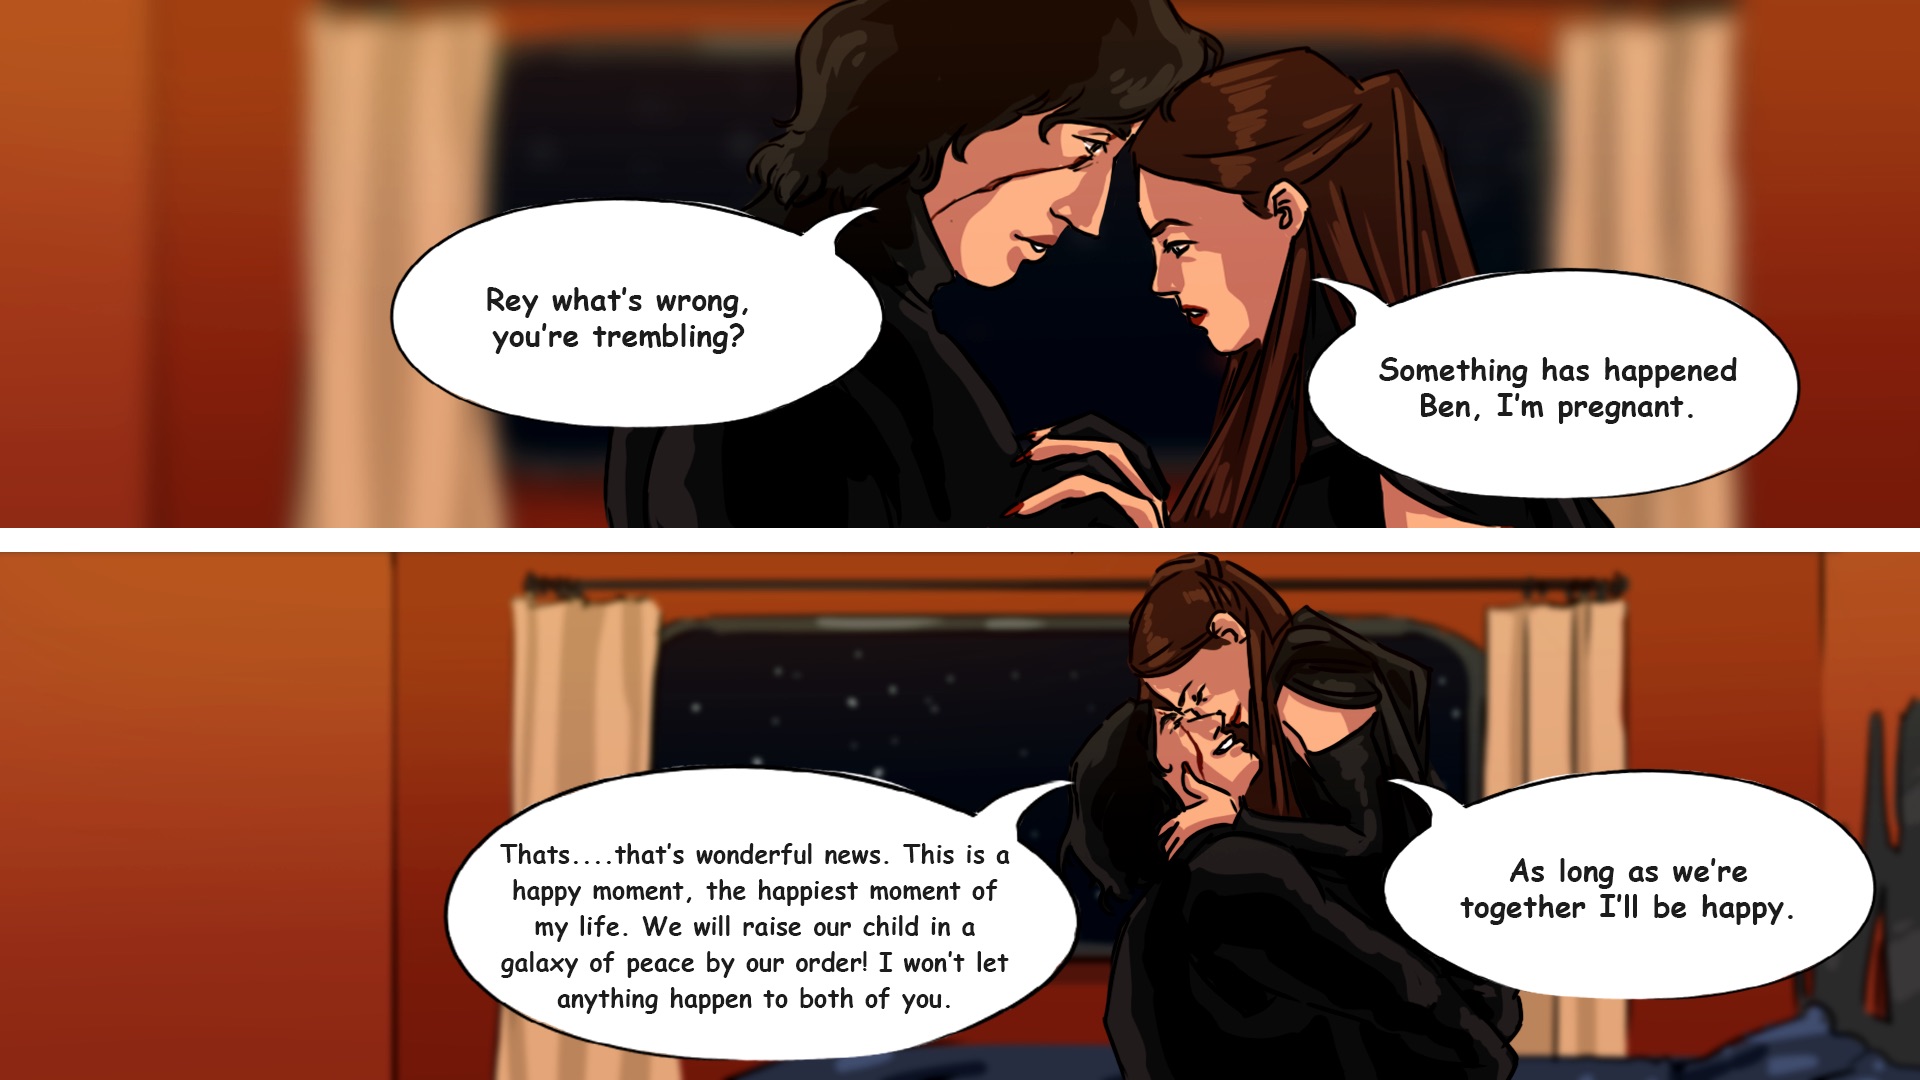 Rey what's wrong,
you're trembling?
Something has happened
Ben, I'm pregnant.
Thats....that's wonderful news. This is a
happy moment, the happiest moment of
my life. We will raise our child in a
galaxy of peace by our order! I won't let
anything happen to both of you.
As long as we're
together I'll be happy.